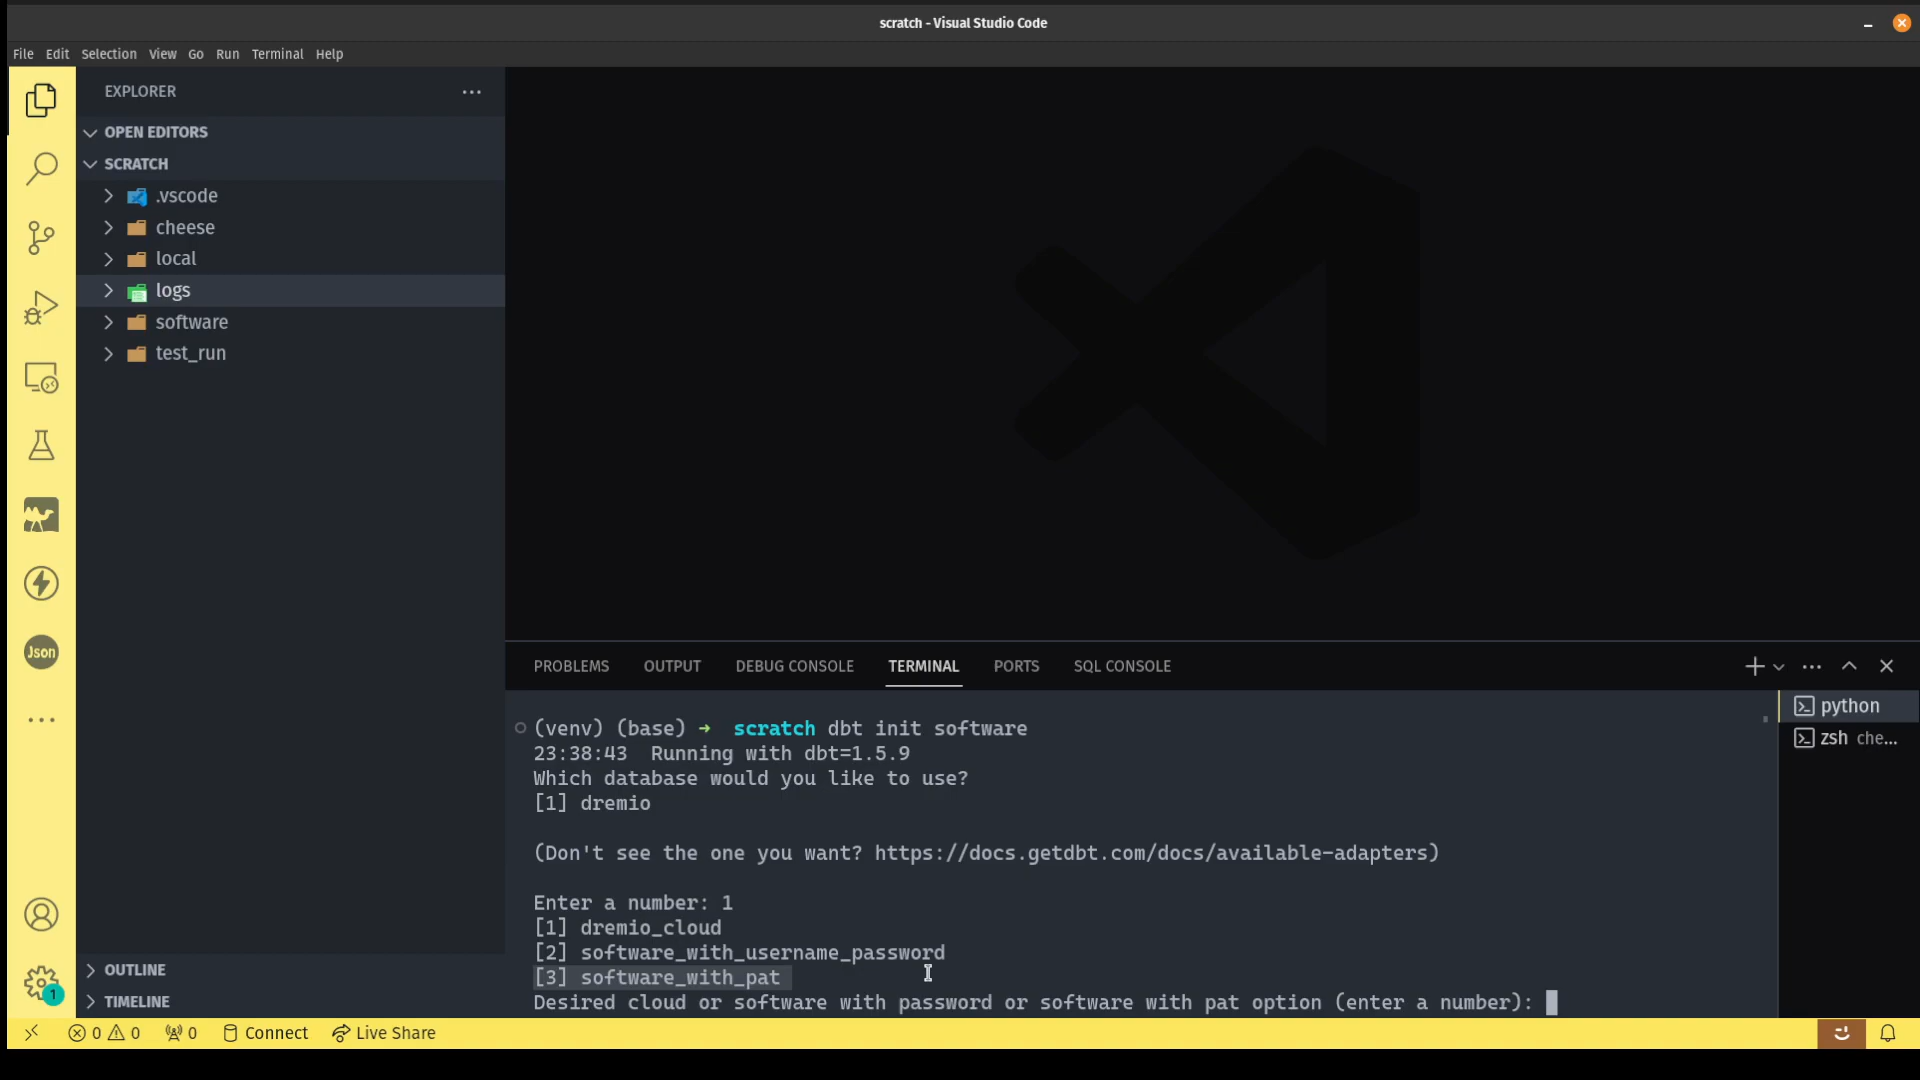 scratch - Visual Studio Code
File Edit Selection View Go Run Terminal Help
EXPLORER
OPEN EDITORS
SCRATCH
.vscode
cheese
local
logs
software
test_run
Json
OUTLINE
TIMELINE
1
PROBLEMS OUTPUT DEBUG CONSOLE TERMINAL PORTS SQL CONSOLE
(venv) (base) → scratch dbt init software
23:38:43 Running with dbt=1.5.9
Which database would you like to use?
[1] dremio
(Don't see the one you want? https://docs.getdbt.com/docs/available-adapters)
Enter a number: 1
[1] dremio_cloud
[2] software_with_username_password
[3] software_with_pat
Desired cloud or software with password or software with pat option (enter a number):
python
zsh che...
0 0 0 Connect Live Share